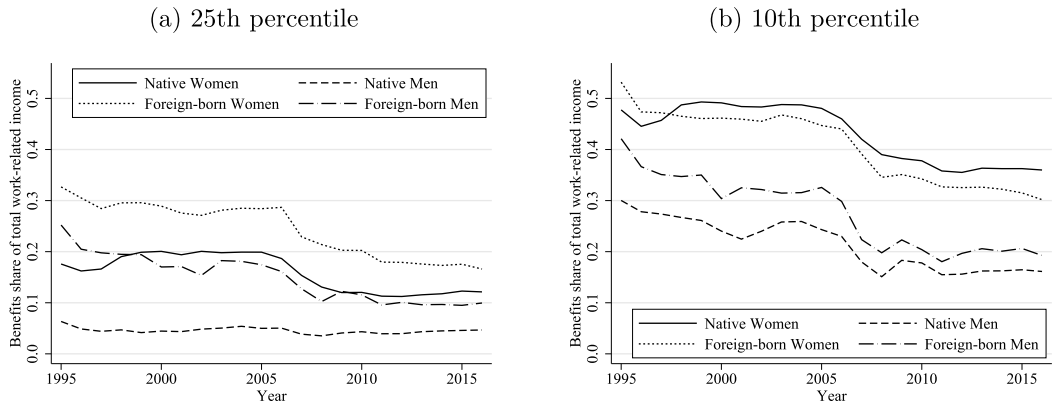 (a) 25th percentile
Benefits share of total work-related income
0.5
0.4
0.3
0.2
0.1
0.0
Native Women
Native Men
Foreign-born Women
Foreign-born Men
1995
2000
2005
2010
2015
Year
(b) 10th percentile
Benefits share of total work-related income
0.5
0.4
0.3
0.2
0.1
0.0
Native Women
Native Men
Foreign-born Women
Foreign-born Men
1995
2000
2005
2010
2015
Year